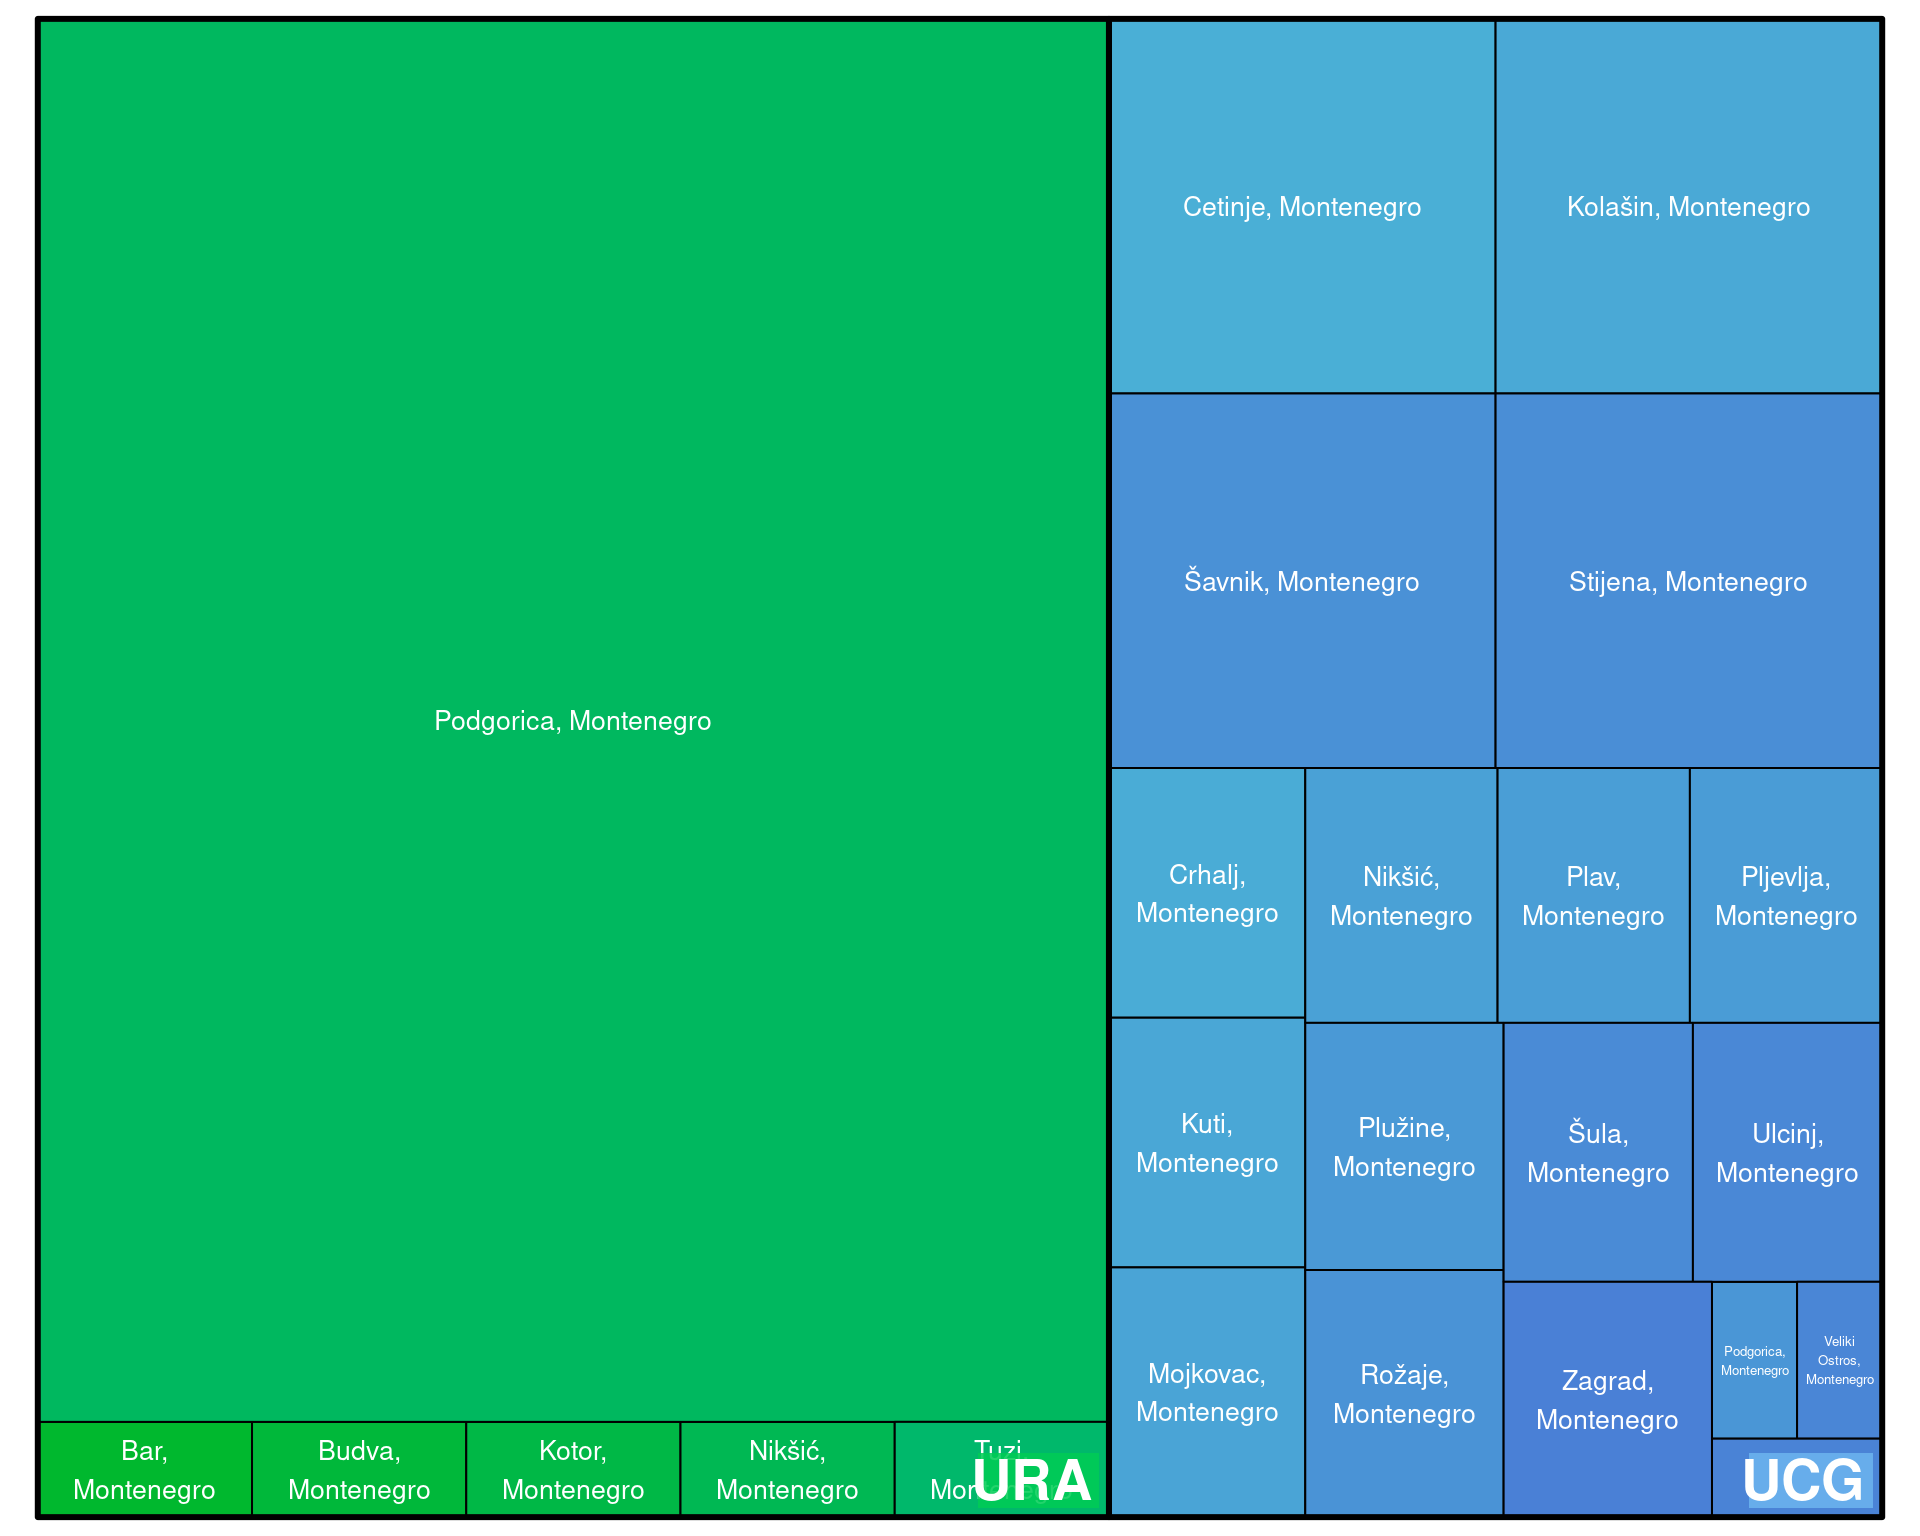 Podgorica, Montenegro
Bar,
Montenegro
Budva,
Montenegro
Kotor,
Montenegro
Nikšić,
Montenegro
Tuzi,
Montenegro
URA
Cetinje, Montenegro
Kolašin, Montenegro
Šavnik, Montenegro
Stijena, Montenegro
Crhalj,
Montenegro
Nikšić,
Montenegro
Plav,
Montenegro
Pljevlja,
Montenegro
Kuti,
Montenegro
Plužine,
Montenegro
Šula,
Montenegro
Ulcinj,
Montenegro
Mojkovac,
Montenegro
Rožaje,
Montenegro
Zagrad,
Montenegro
Podgorica,
Montenegro
Veliki
Ostros,
Montenegro
UCG